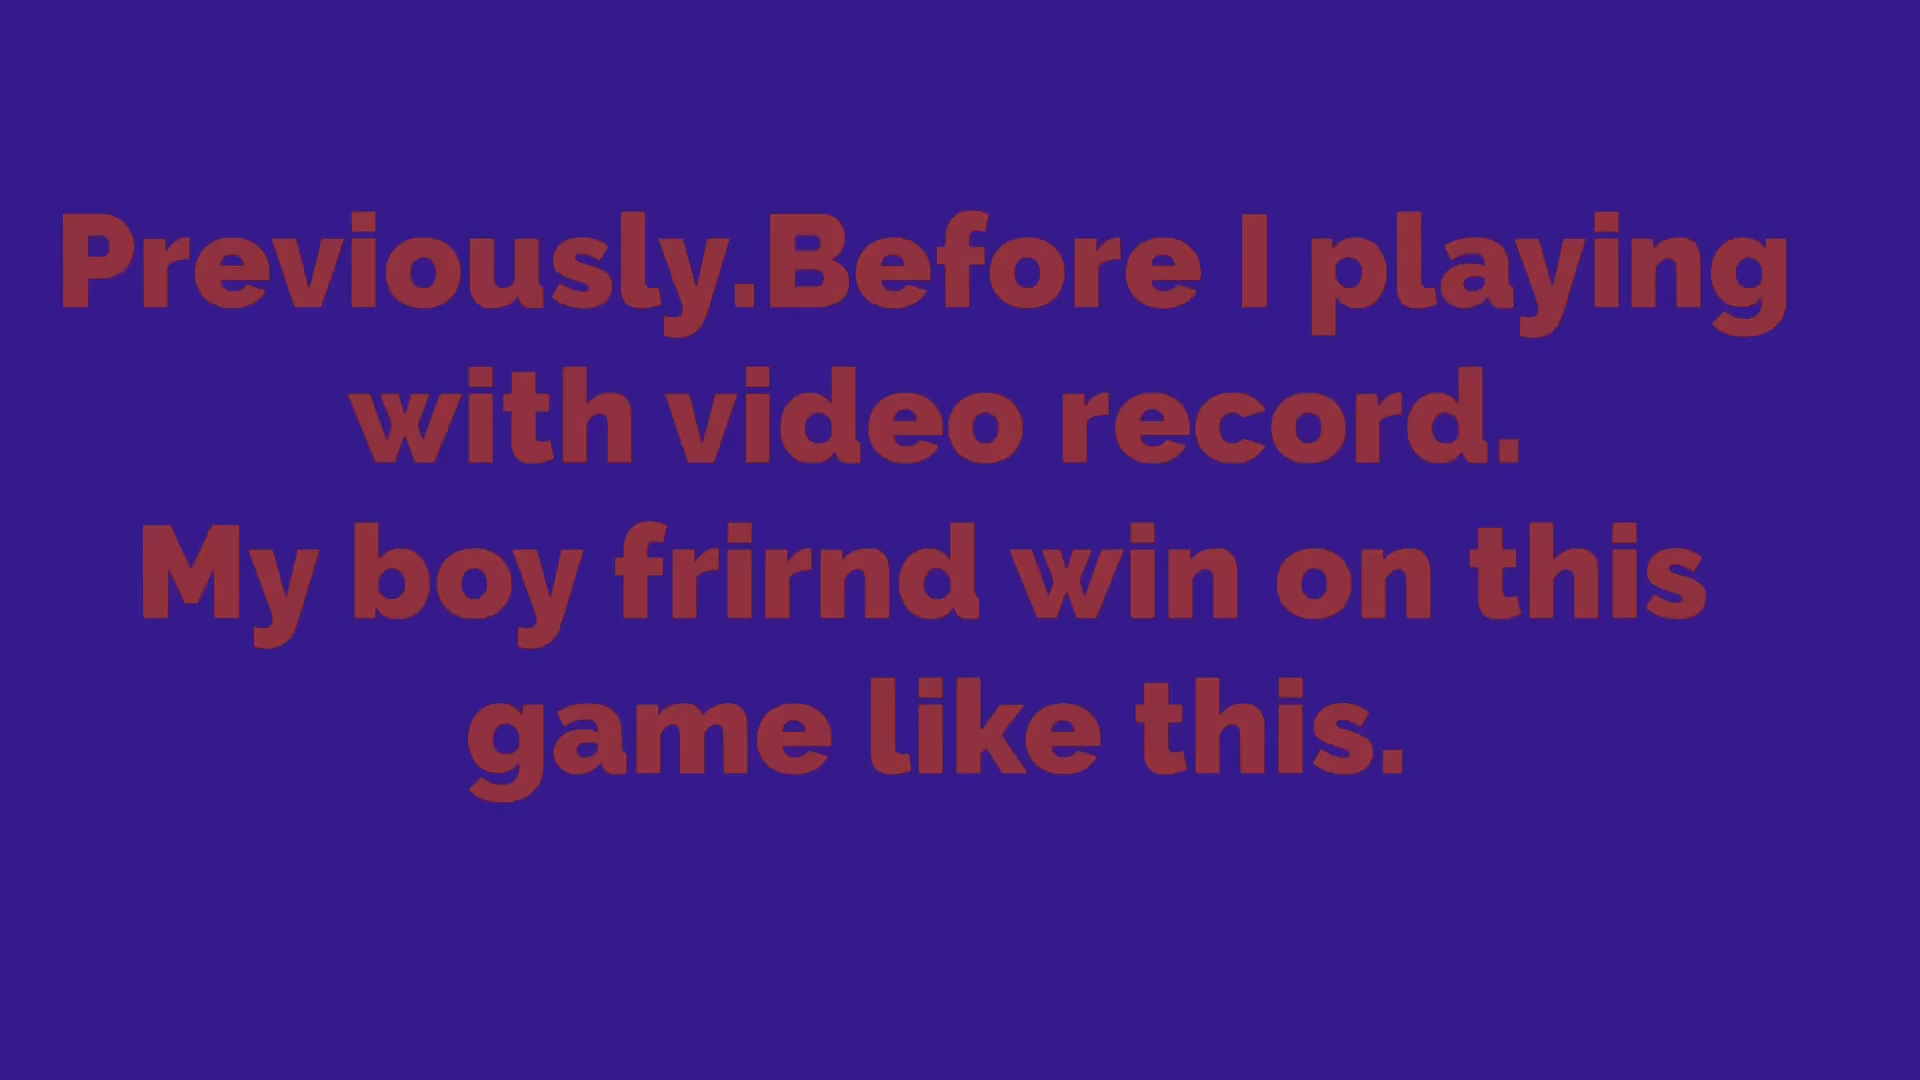 Previously.Before I playing
with video record.
My boy frirnd win on this
game like this.